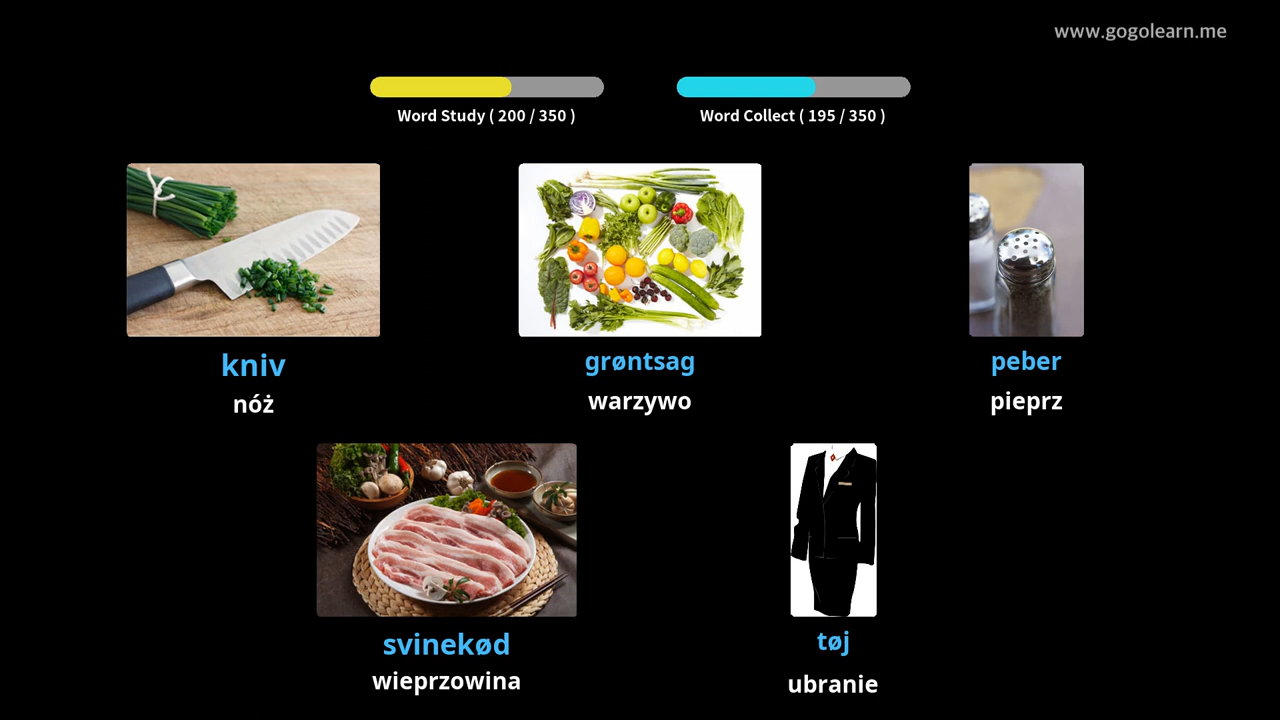 www.gogolearn.me
Word Study ( 200 / 350 )
Word Collect ( 195 / 350 )
kniv
nóż
grøntsag
warzywo
peber
pieprz
svinekød
wieprzowina
tøj
ubranie